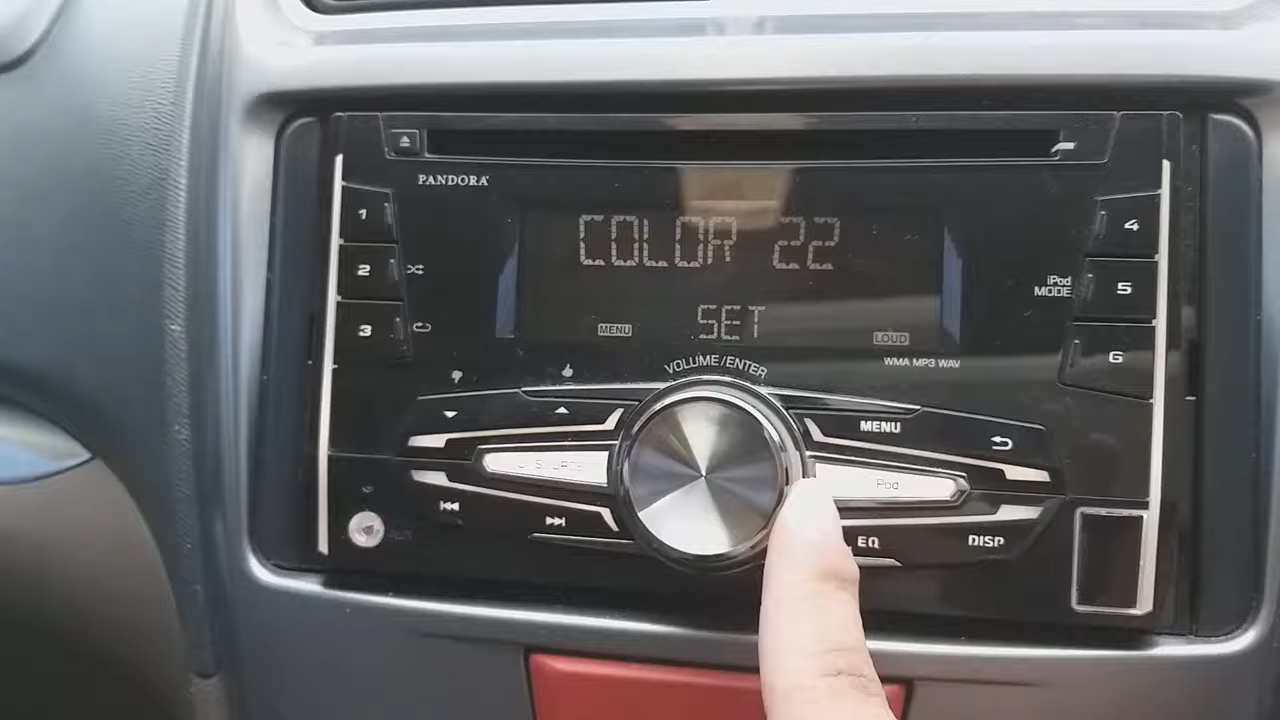 PANDORA
1
2
3
COLOR 22
SET
MENU
LOUD
WMA MP3 WAV
4
iPod
MODE
5
6
VOLUME/ENTER
MENU
iPod
EQ
DISP